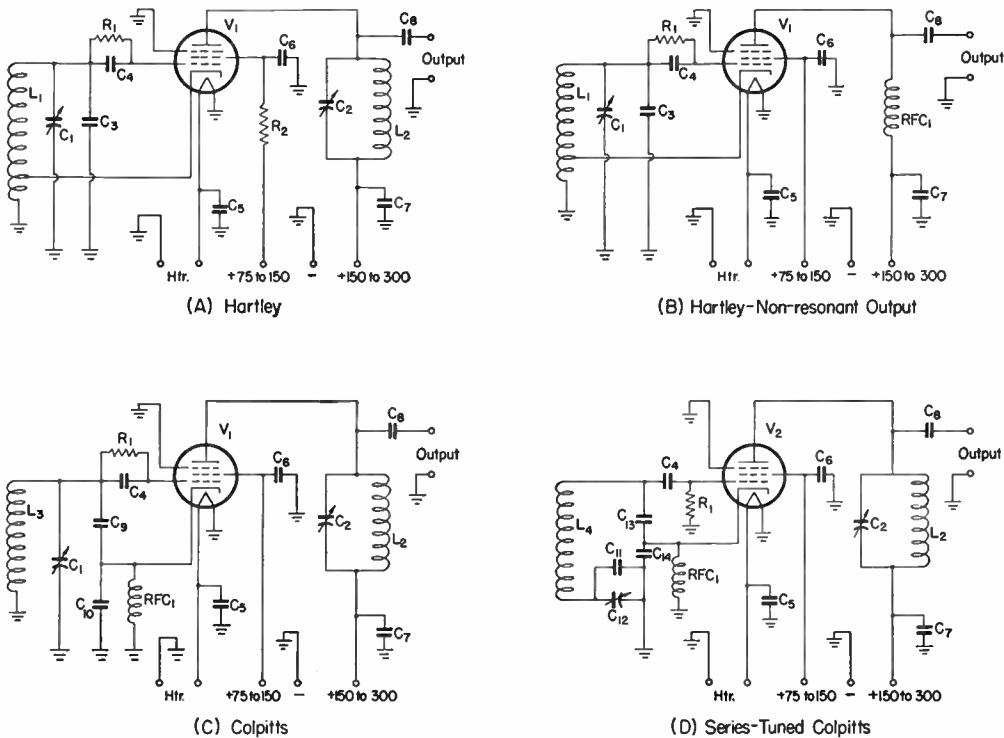 V1
C8
R1
C6
Output
C4
L1
C1
C3
R2
C2
L2
C5
C7
Htr. +75 to 150 – +150 to 300
(A) Hartley
V1
C8
R1
C6
Output
C4
L1
C1
C3
RFC1
C5
C7
Htr. +75 to 150 – +150 to 300
(B) Hartley-Non-resonant Output
V1
C8
R1
C6
Output
C4
L3
C9
C1
C2
L2
C10
RFC1
C5
C7
Htr. +75 to 150 – +150 to 300
(C) Colpitts
V2
C8
C4
C6
Output
R1
L4
C13
C2
L2
C11
C14
RFC1
C12
C5
C7
Htr. +75 to 150 – +150 to 300
(D) Series-Tuned Colpitts